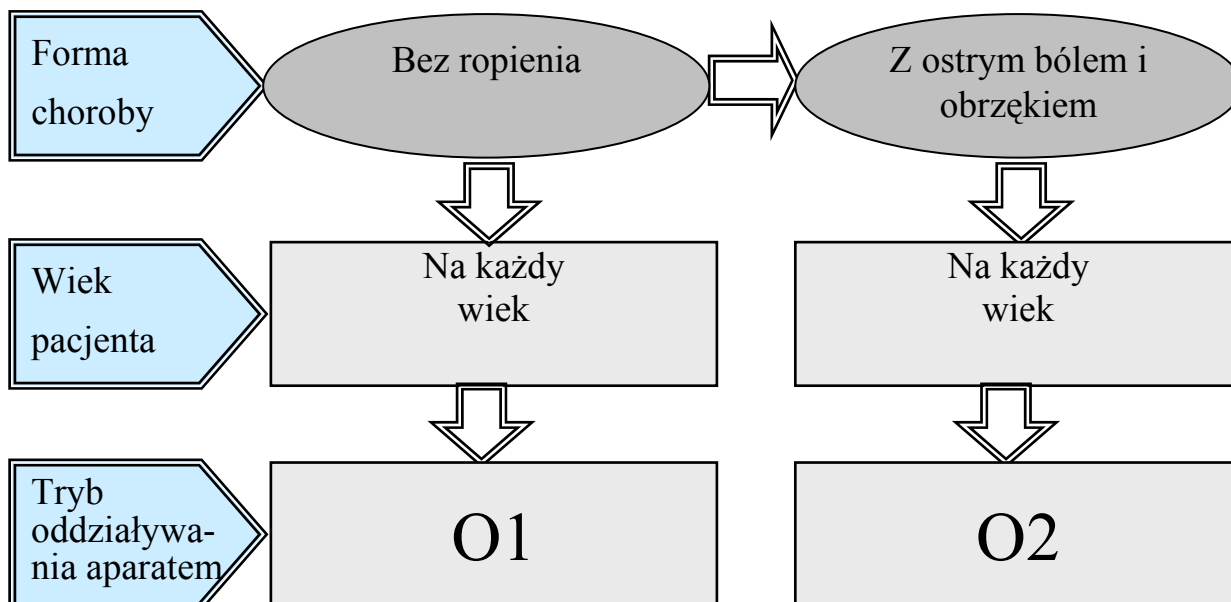 Forma
choroby
Bez ropienia
Z ostrym bólem i
obrzękiem
Wiek
pacjenta
Na każdy
wiek
Na każdy
wiek
Tryb
oddziaływa-
nia aparatem
O1
O2